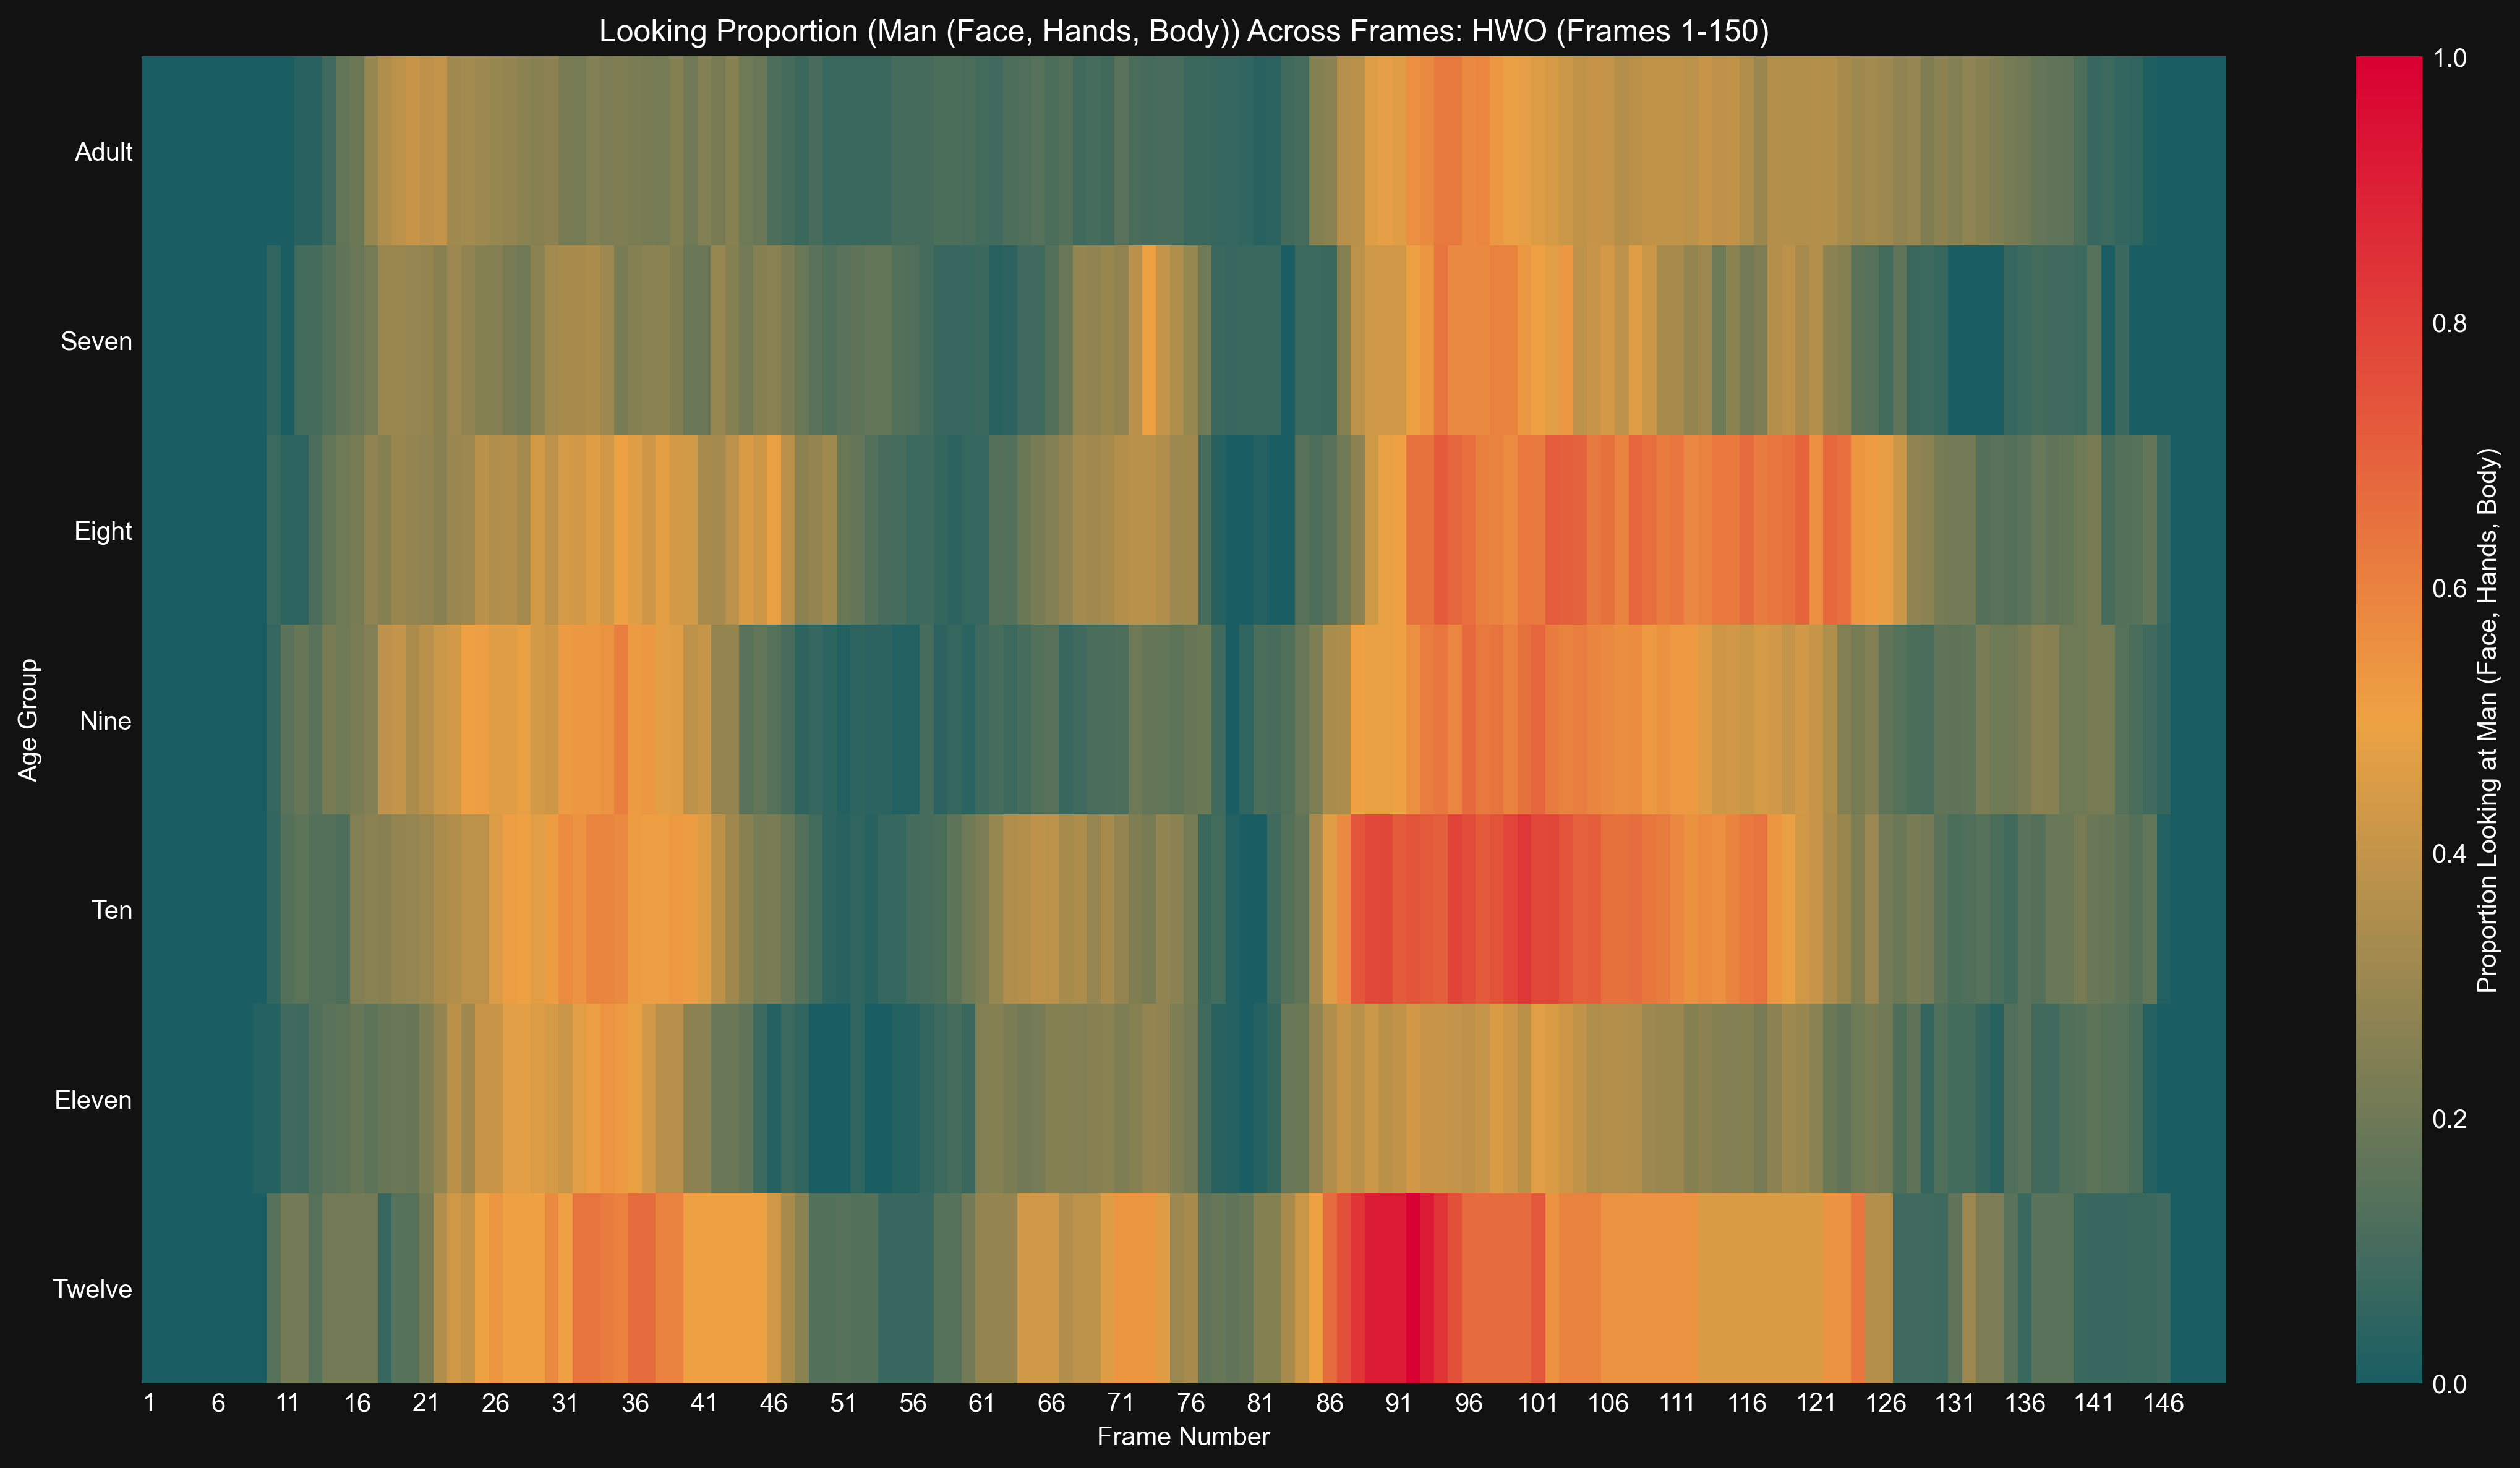 Looking Proportion (Man (Face, Hands, Body)) Across Frames: HWO (Frames 1-150)
Age Group
Adult
Seven
Eight
Nine
Ten
Eleven
Twelve
1 6 11 16 21 26 31 36 41 46 51 56 61 66 71 76 81 86 91 96 101 106 111 116 121 126 131 136 141 146
Frame Number
1.0
0.8
0.6
0.4
0.2
0.0
Proportion Looking at Man (Face, Hands, Body)